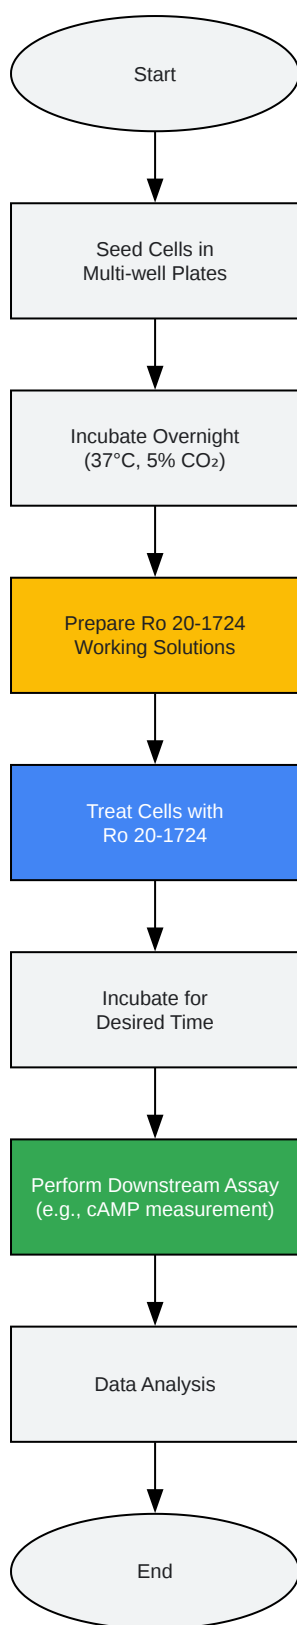 Start
Seed Cells in
Multi-well Plates
Incubate Overnight
(37°C, 5% CO₂)
Prepare Ro 20-1724
Working Solutions
Treat Cells with
Ro 20-1724
Incubate for
Desired Time
Perform Downstream Assay
(e.g., cAMP measurement)
Data Analysis
End